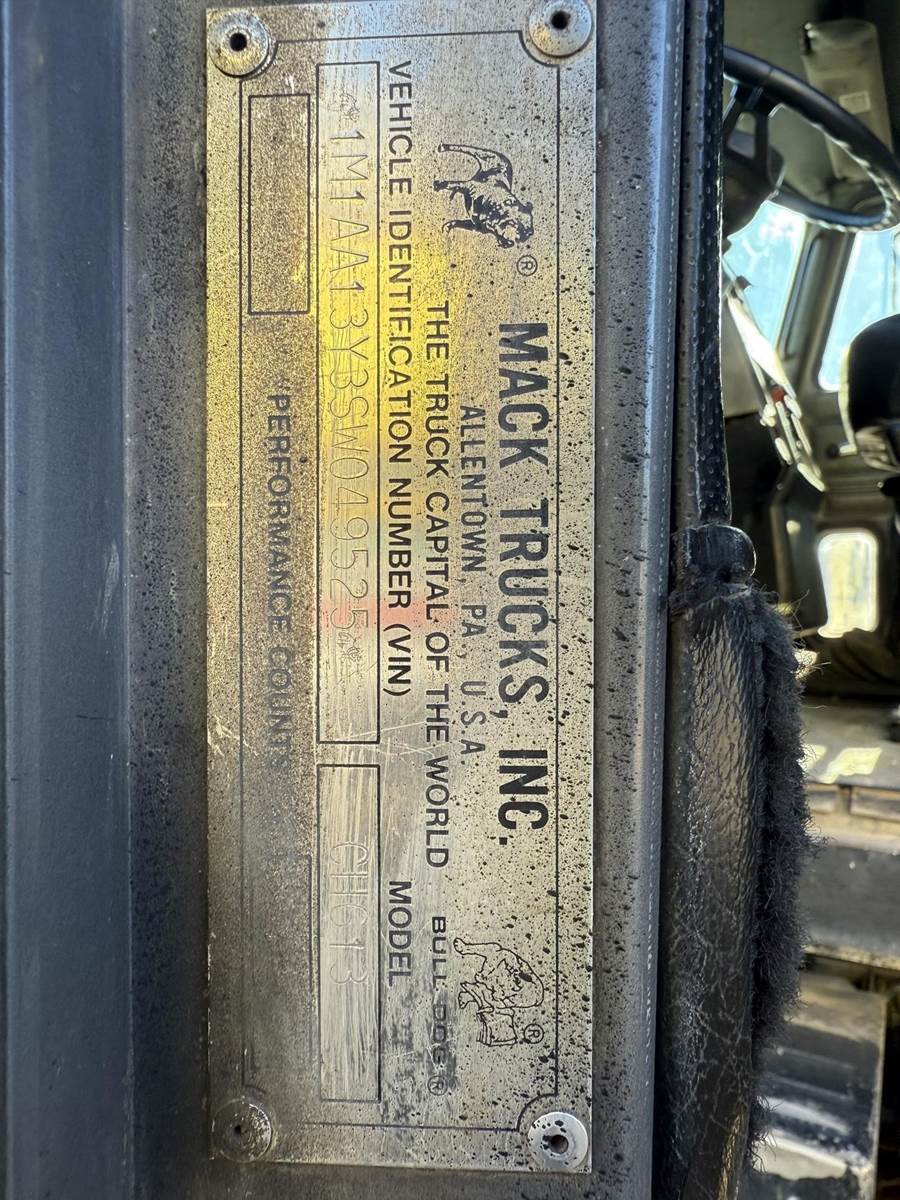 MACK TRUCKS, INC.
ALLENTOWN, PA., U.S.A.
THE TRUCK CAPITAL OF THE WORLD
BULL DOG®
VEHICLE IDENTIFICATION NUMBER (VIN)
MODEL
*1M1AA13Y3SW049525*
CH613
"PERFORMANCE COUNTS